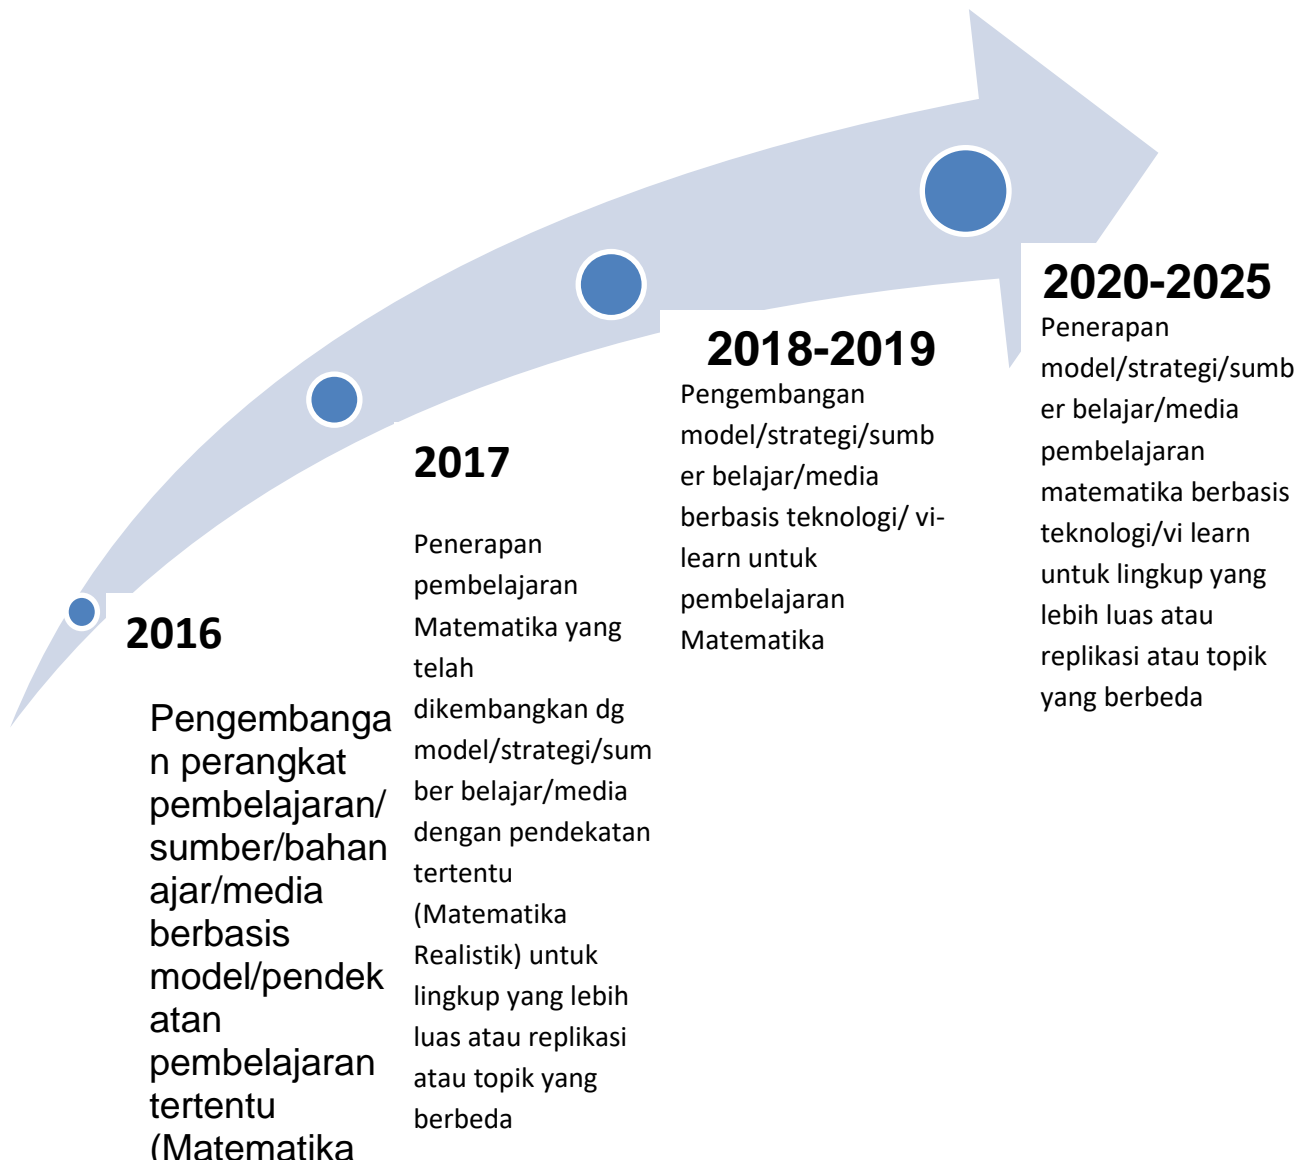 2016
Pengembanga
n perangkat
pembelajaran/
sumber/bahan
ajar/media
berbasis
model/pendek
atan
pembelajaran
tertentu
(Matematika
2017
Penerapan
pembelajaran
Matematika yang
telah
dikembangkan dg
model/strategi/sum
ber belajar/media
dengan pendekatan
tertentu
(Matematika
Realistik) untuk
lingkup yang lebih
luas atau replikasi
atau topik yang
berbeda
2018-2019
Pengembangan
model/strategi/sumb
er belajar/media
berbasis teknologi/ vi-
learn untuk
pembelajaran
Matematika
2020-2025
Penerapan
model/strategi/sumb
er belajar/media
pembelajaran
matematika berbasis
teknologi/vi learn
untuk lingkup yang
lebih luas atau
replikasi atau topik
yang berbeda